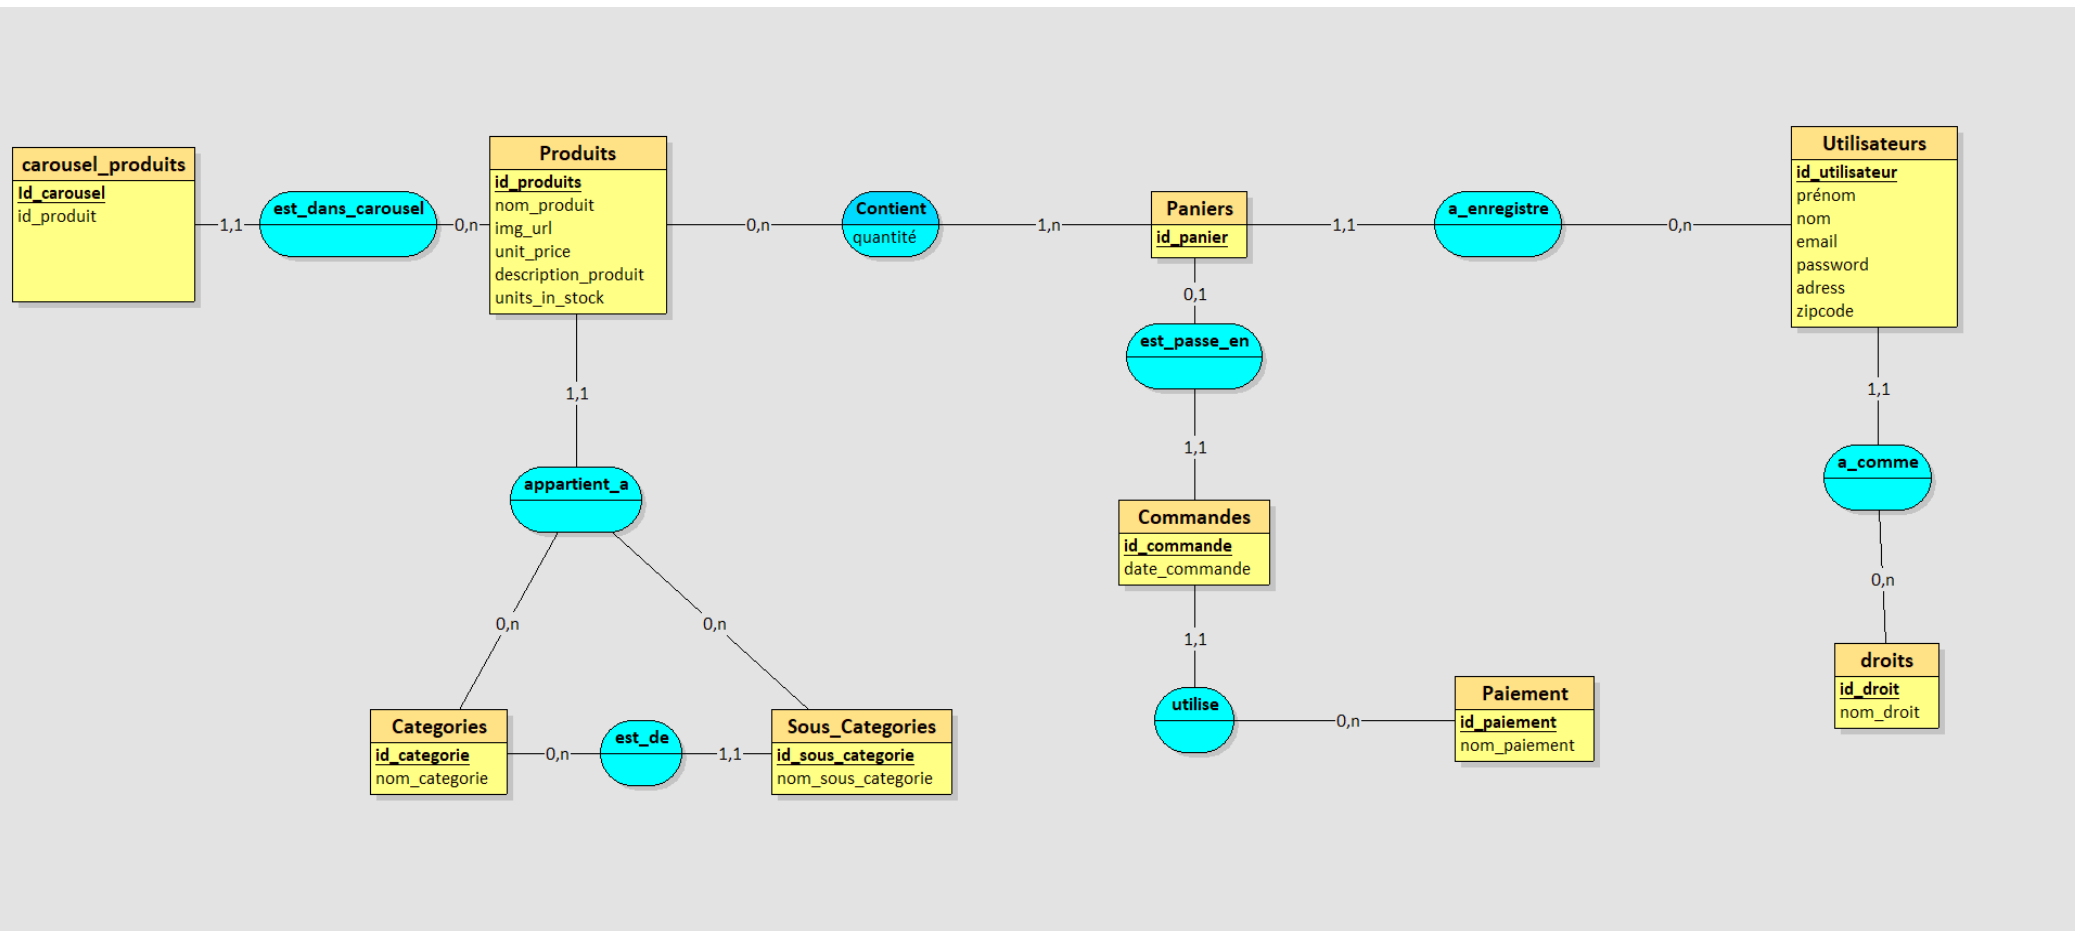 carousel_produits
Id_carousel
id_produit
1,1
est_dans_carousel
0,n
Produits
id_produits
nom_produit
img_url
unit_price
description_produit
units_in_stock
0,n
Contient
quantité
1,n
Paniers
id_panier
1,1
a_enregistre
0,n
Utilisateurs
id_utilisateur
prénom
nom
email
password
adress
zipcode
0,1
est_passe_en
1,1
1,1
appartient_a
1,1
a_comme
Commandes
id_commande
date_commande
0,n
0,n
0,n
1,1
droits
id_droit
nom_droit
utilise
0,n
Paiement
id_paiement
nom_paiement
Categories
id_categorie
nom_categorie
0,n
est_de
1,1
Sous_Categories
id_sous_categorie
nom_sous_categorie